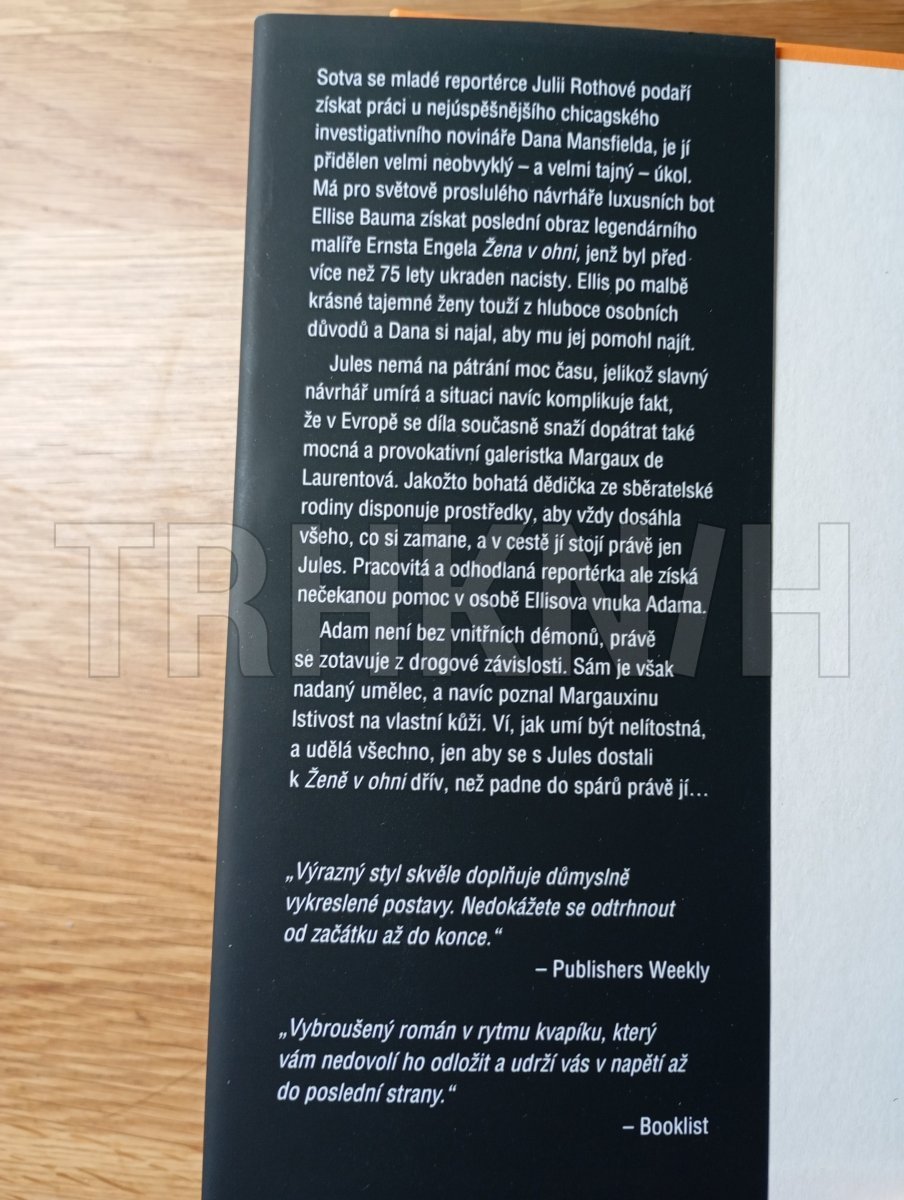 Sotva se mladé reportérce Julii Rothové podaří
získat práci u nejúspěšnějšího chicagského
investigativního novináře Dana Mansfielda, je jí
přidělen velmi neobvyklý – a velmi tajný – úkol.
Má pro světově proslulého návrháře luxusních bot
Ellise Bauma získat poslední obraz legendárního
malíře Ernsta Engela Žena v ohni, jenž byl před
více než 75 lety ukraden nacisty. Ellis po malbě
krásné tajemné ženy touží z hluboce osobních
důvodů a Dana si najal, aby mu jej pomohl najít.
Jules nemá na pátrání moc času, jelikož slavný
návrhář umírá a situaci navíc komplikuje fakt,
že v Evropě se díla současně snaží dopátrat také
mocná a provokativní galeristka Margaux de
Laurentová. Jakožto bohatá dědička ze sběratelské
rodiny disponuje prostředky, aby vždy dosáhla
všeho, co si zamane, a v cestě jí stojí právě jen
Jules. Pracovitá a odhodlaná reportérka ale získá
nečekanou pomoc v osobě Ellisova vnuka Adama.
Adam není bez vnitřních démonů, právě
se zotavuje z drogové závislosti. Sám je však
nadaný umělec, a navíc poznal Margauxinu
lstivost na vlastní kůži. Ví, jak umí být nelítostná,
a udělá všechno, jen aby se s Jules dostali
k Ženě v ohni dřív, než padne do spárů právě jí...
„Výrazný styl skvěle doplňuje důmyslně
vykreslené postavy. Nedokážete se odtrhnout
od začátku až do konce.“
– Publishers Weekly
„Vybroušený román v rytmu kvapíku, který
vám nedovolí ho odložit a udrží vás v napětí až
do poslední strany.“
– Booklist
TRHKNIH